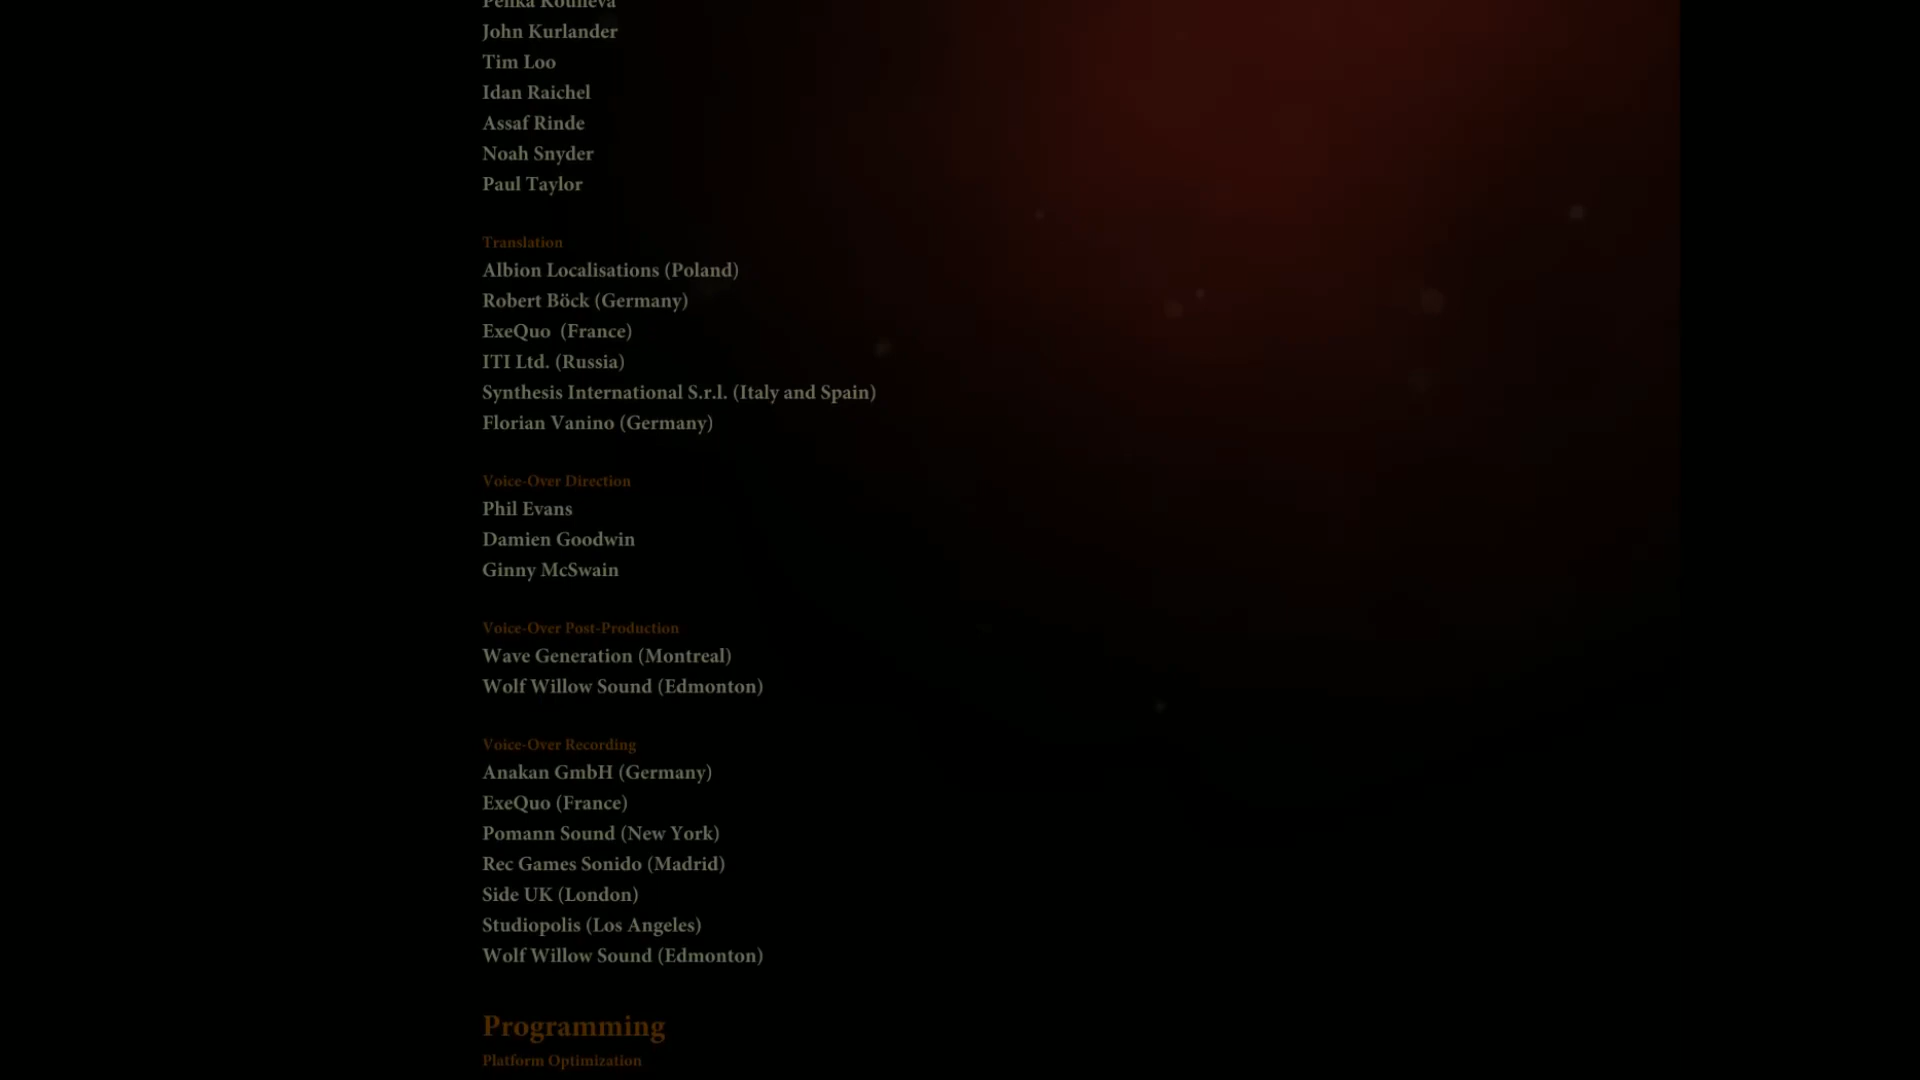 Penka Kouneva
John Kurlander
Tim Loo
Idan Raichel
Assaf Rinde
Noah Snyder
Paul Taylor
Translation
Albion Localisations (Poland)
Robert Böck (Germany)
ExeQuo (France)
ITI Ltd. (Russia)
Synthesis International S.r.l. (Italy and Spain)
Florian Vanino (Germany)
Voice-Over Direction
Phil Evans
Damien Goodwin
Ginny McSwain
Voice-Over Post-Production
Wave Generation (Montreal)
Wolf Willow Sound (Edmonton)
Voice-Over Recording
Anakan GmbH (Germany)
ExeQuo (France)
Pomann Sound (New York)
Rec Games Sonido (Madrid)
Side UK (London)
Studiopolis (Los Angeles)
Wolf Willow Sound (Edmonton)
Programming
Platform Optimization